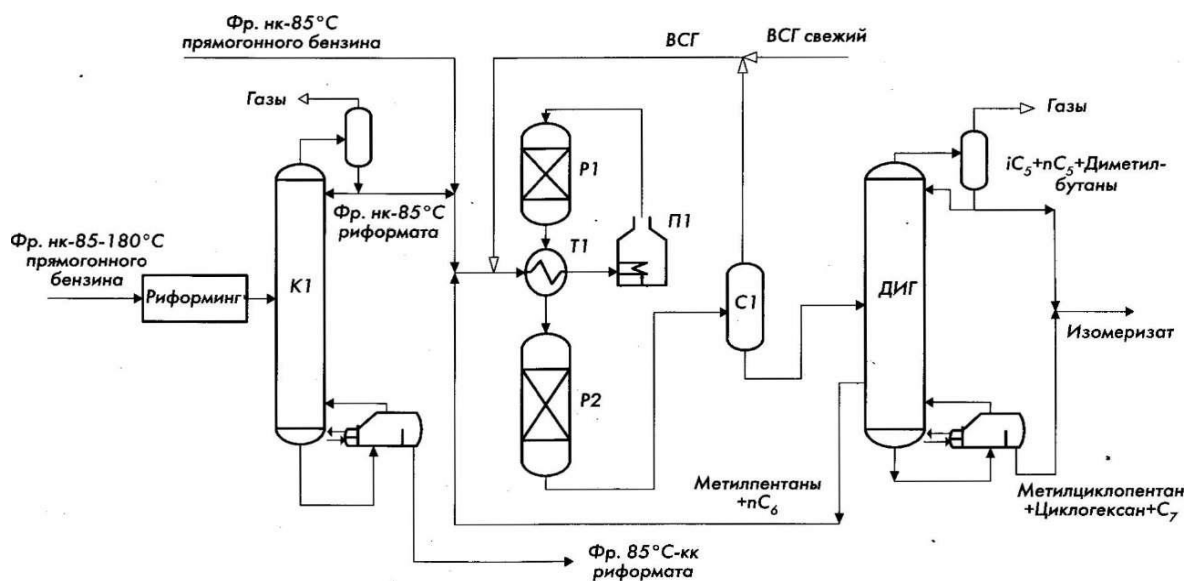 Фр. нк-85°С
прямогонного бензина
ВСГ
ВСГ свежий
Газы
Газы
Р1
П1
iC₅+nC₅+Диметил-
бутаны
Фр. нк-85°С
риформата
Фр. нк-85-180°С
прямогонного
бензина
Т1
Риформинг
К1
С1
ДИГ
Изомеризат
Р2
Метилпентаны
+nC₆
Метилциклопентан
+Циклогексан+С₇
Фр. 85°С-кк
риформата